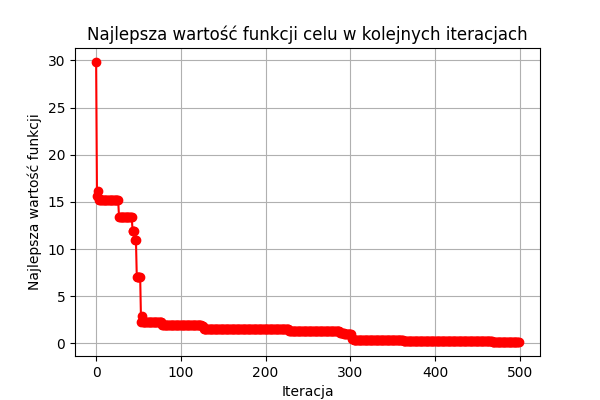 Najlepsza wartość funkcji celu w kolejnych iteracjach
Najlepsza wartość funkcji
30
25
20
15
10
5
0
0 100 200 300 400 500
Iteracja